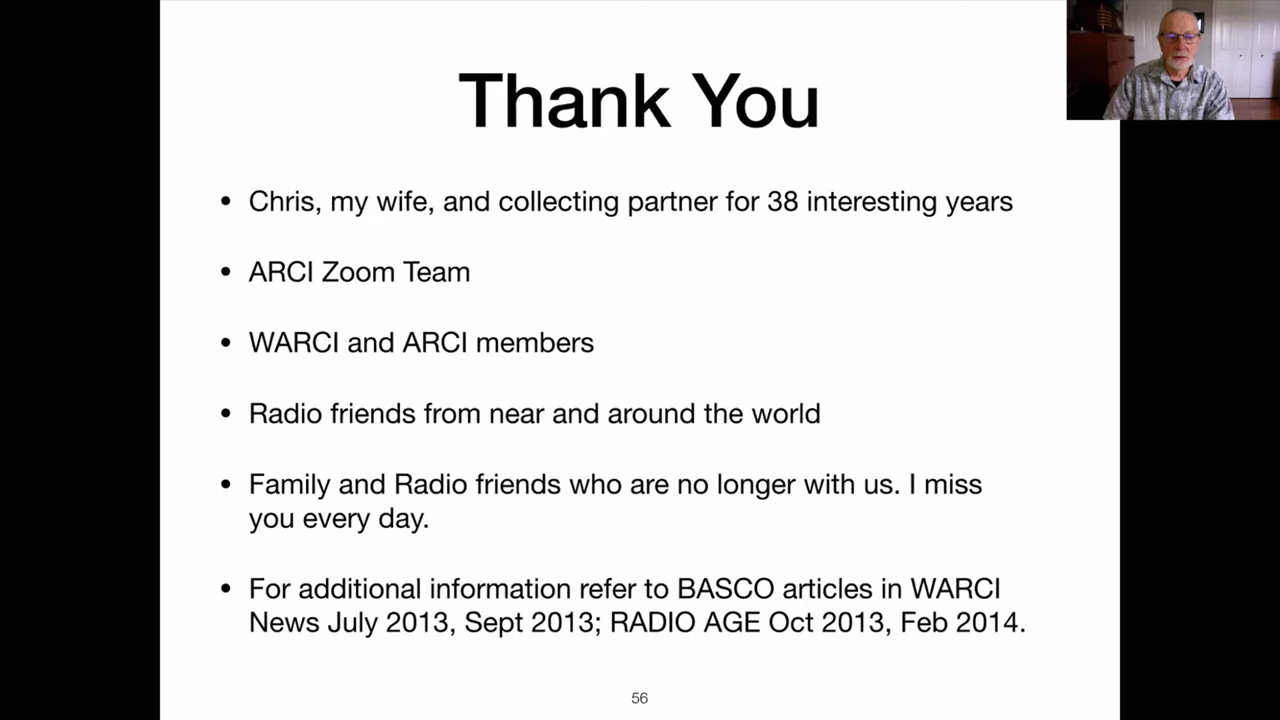 Thank You
• Chris, my wife, and collecting partner for 38 interesting years
• ARCI Zoom Team
• WARCI and ARCI members
• Radio friends from near and around the world
• Family and Radio friends who are no longer with us. I miss
you every day.
• For additional information refer to BASCO articles in WARCI
News July 2013, Sept 2013; RADIO AGE Oct 2013, Feb 2014.
56